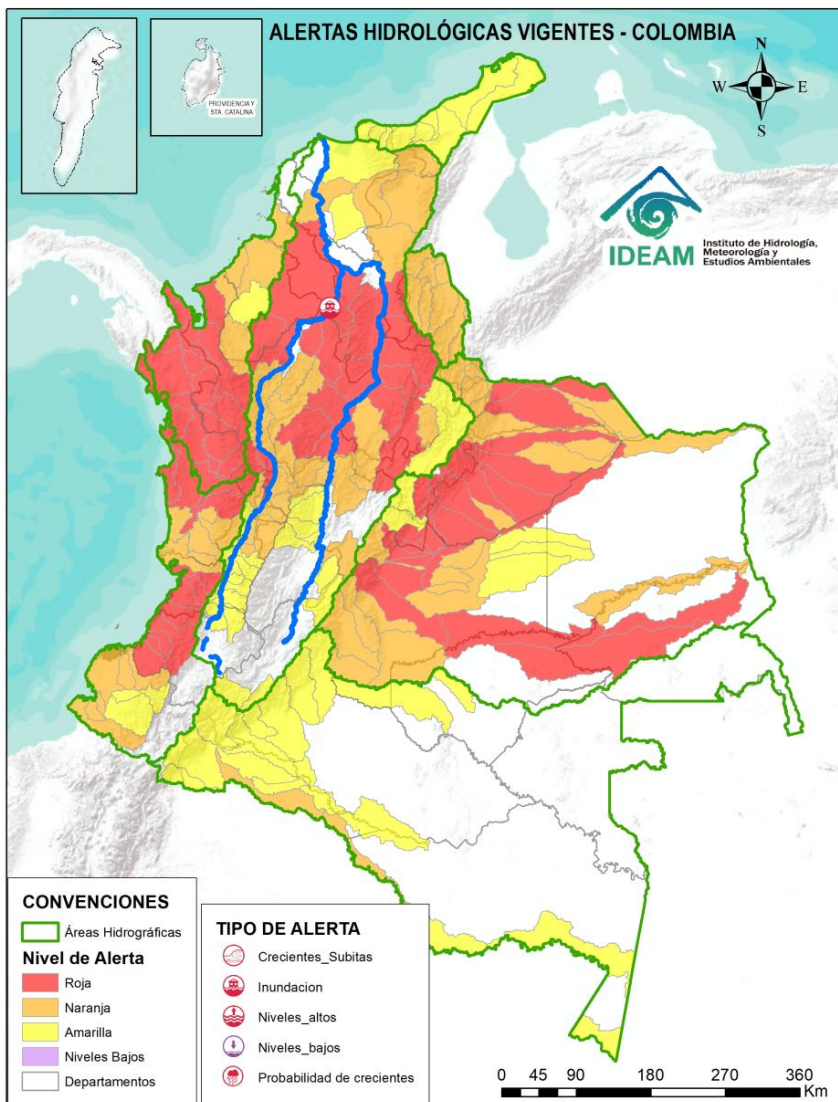 ALERTAS HIDROLÓGICAS VIGENTES - COLOMBIA
PROVIDENCIA Y
STA. CATALINA
N
W
E
S
IDEAM
Instituto de Hidrología,
Meteorología y
Estudios Ambientales
CONVENCIONES
Áreas Hidrográficas
Nivel de Alerta
Roja
Naranja
Amarilla
Niveles Bajos
Departamentos
TIPO DE ALERTA
Crecientes_Subitas
Inundacion
Niveles_altos
Niveles_bajos
Probabilidad de crecientes
0 45 90 180 270 360
Km